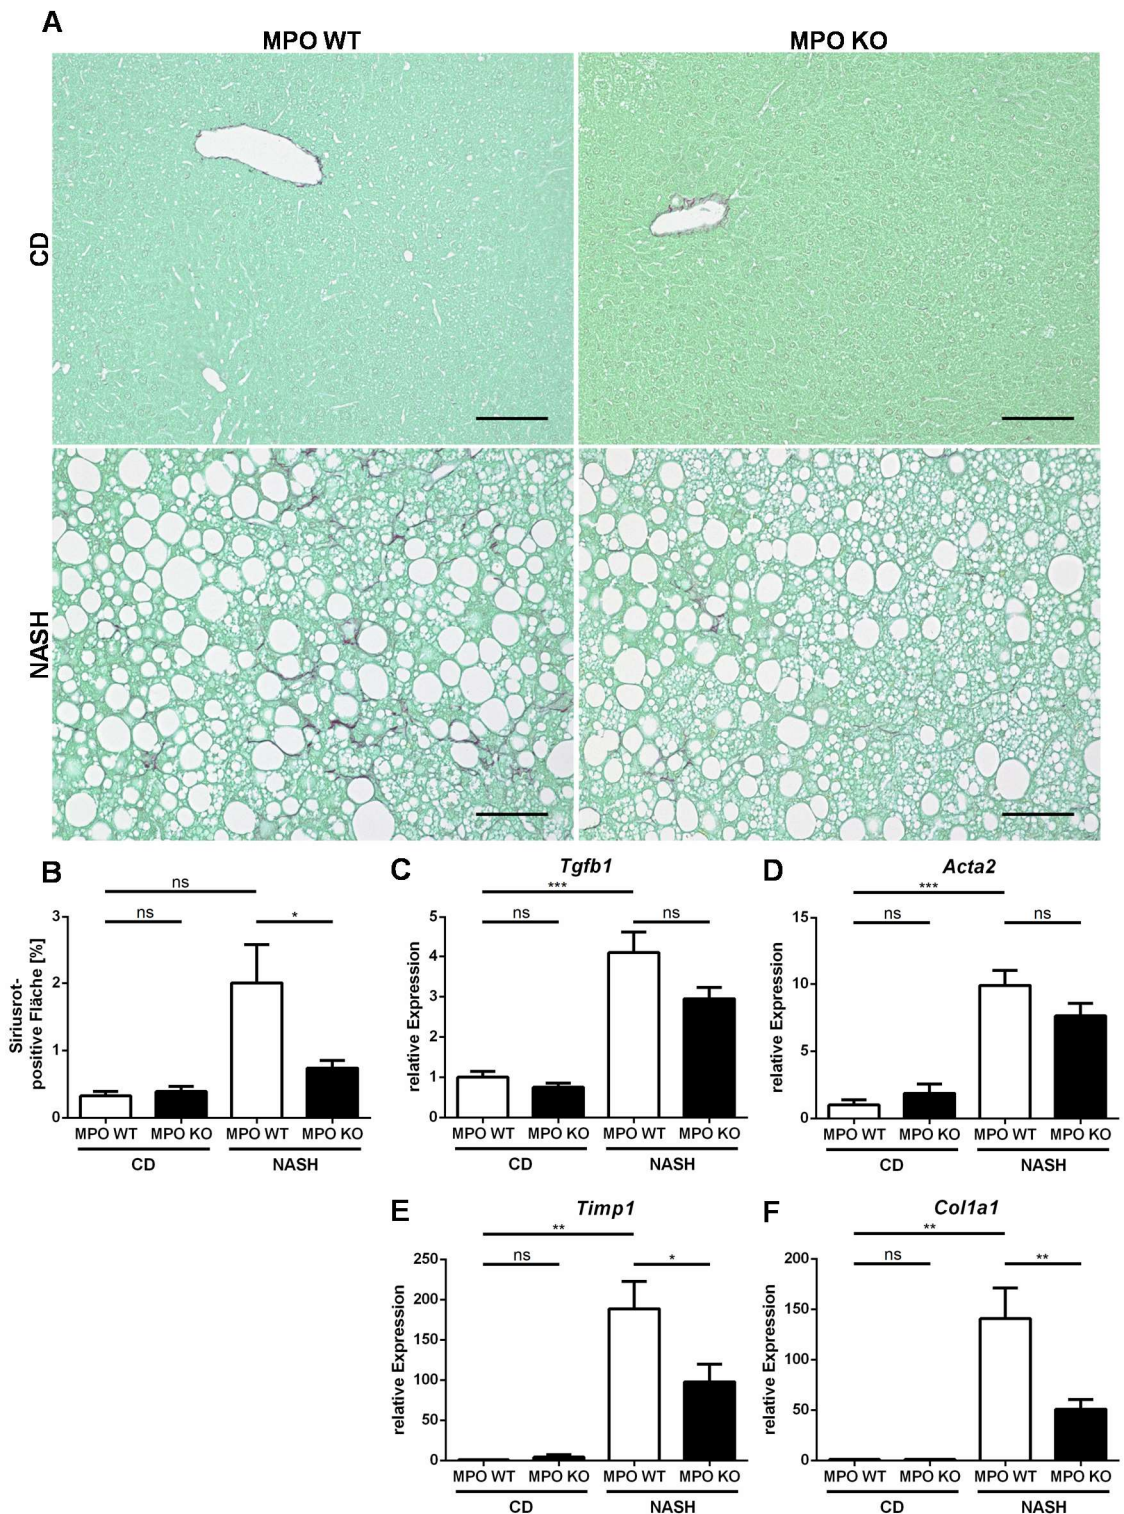 A
MPO WT
MPO KO
CD
NASH
B
ns
ns
*
Siriusrot-
positive Fläche [%]
3
2
1
0
MPO WT MPO KO MPO WT MPO KO
CD NASH
C
Tgfb1
***
ns
ns
relative Expression
5
4
3
2
1
0
MPO WT MPO KO MPO WT MPO KO
CD NASH
D
Acta2
***
ns
ns
relative Expression
15
10
5
0
MPO WT MPO KO MPO WT MPO KO
CD NASH
E
Timp1
**
ns
*
relative Expression
250
200
150
100
50
0
MPO WT MPO KO MPO WT MPO KO
CD NASH
F
Col1a1
**
ns
**
relative Expression
200
150
100
50
0
MPO WT MPO KO MPO WT MPO KO
CD NASH